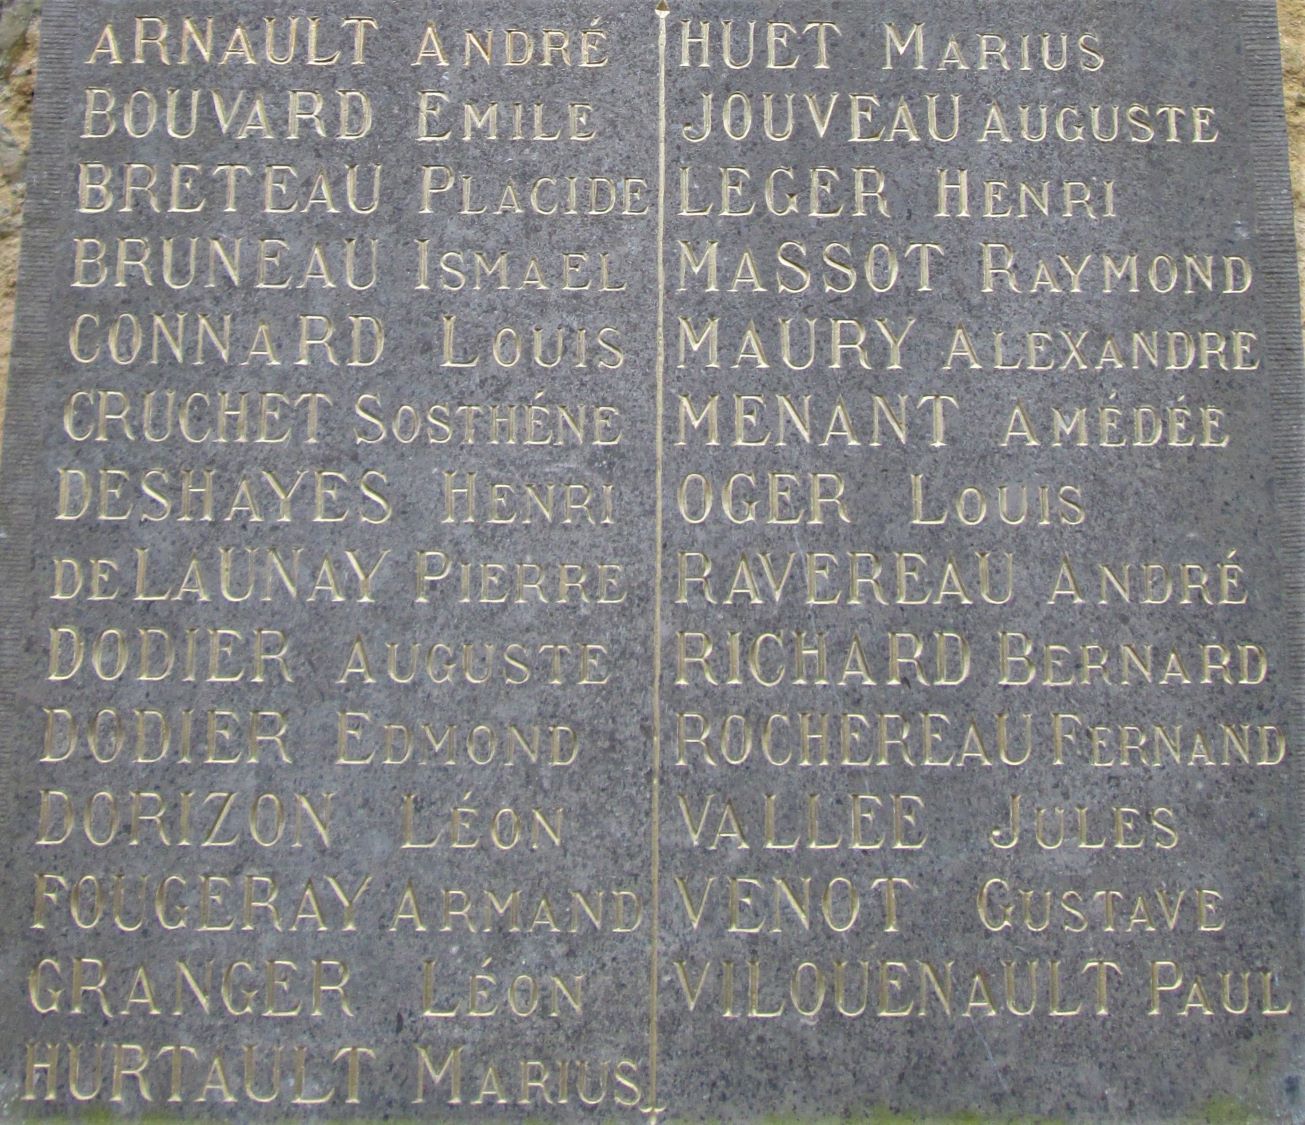 ARNAULT ANDRÉ
BOUVARD EMILE
BRETEAU PLACIDE
BRUNEAU ISMAEL
CONNARD LOUIS
CRUCHET SOSTHÉNE
DESHAYES HENRI
DE LAUNAY PIERRE
DODIER AUGUSTE
DODIER EDMOND
DORIZON LÉON
FOUGERAY ARMAND
GRANGER LÉON
HURTAULT MARIUS
HUET MARIUS
JOUVEAU AUGUSTE
LEGER HENRI
MASSOT RAYMOND
MAURY ALEXANDRE
MENANT AMÉDÉE
OGER LOUIS
RAVEREAU ANDRÉ
RICHARD BERNARD
ROCHEREAU FERNAND
VALLEE JULES
VENOT GUSTAVE
VILQUENAULT PAUL